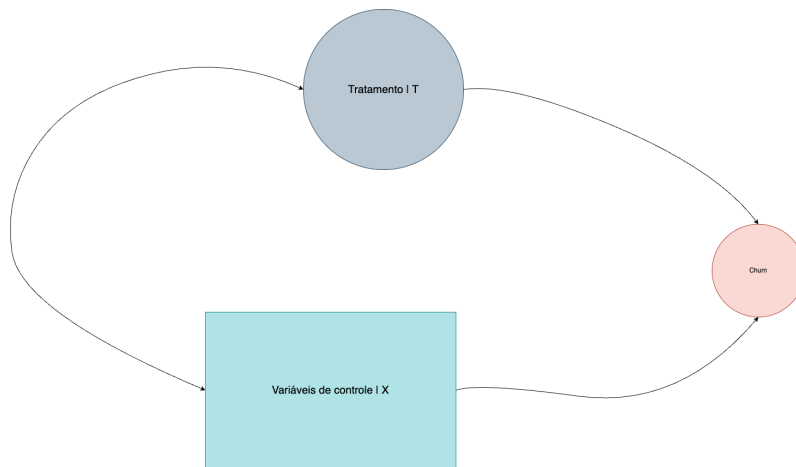 Tratamento | T
Churn
Variáveis de controle | X